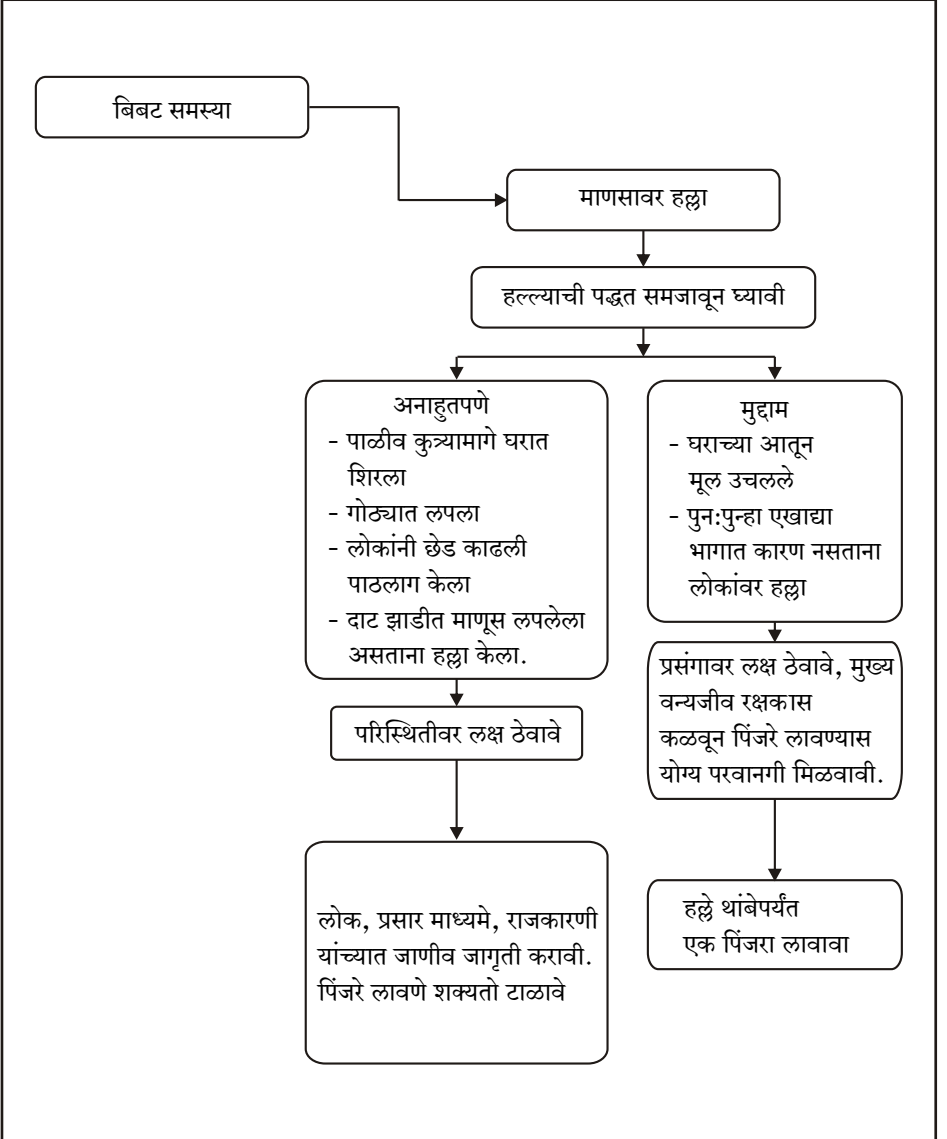 बिबट समस्या
माणसावर हल्ला
हल्ल्याची पद्धत समजावून घ्यावी
अनाहुतपणे
- पाळीव कुत्र्यामागे घरात
शिरला
- गोठ्यात लपला
- लोकांनी छेड काढली
पाठलाग केला
- दाट झाडीत माणूस लपलेला
असताना हल्ला केला.
परिस्थितीवर लक्ष ठेवावे
लोक, प्रसार माध्यमे, राजकारणी
यांच्यात जाणीव जागृती करावी.
पिंजरे लावणे शक्यतो टाळावे
मुद्दाम
- घराच्या आतून
मूल उचलले
- पुन:पुन्हा एखाद्या
भागात कारण नसताना
लोकांवर हल्ला
प्रसंगावर लक्ष ठेवावे, मुख्य
वन्यजीव रक्षकास
कळवून पिंजरे लावण्यास
योग्य परवानगी मिळवावी.
हल्ले थांबेपर्यंत
एक पिंजरा लावावा